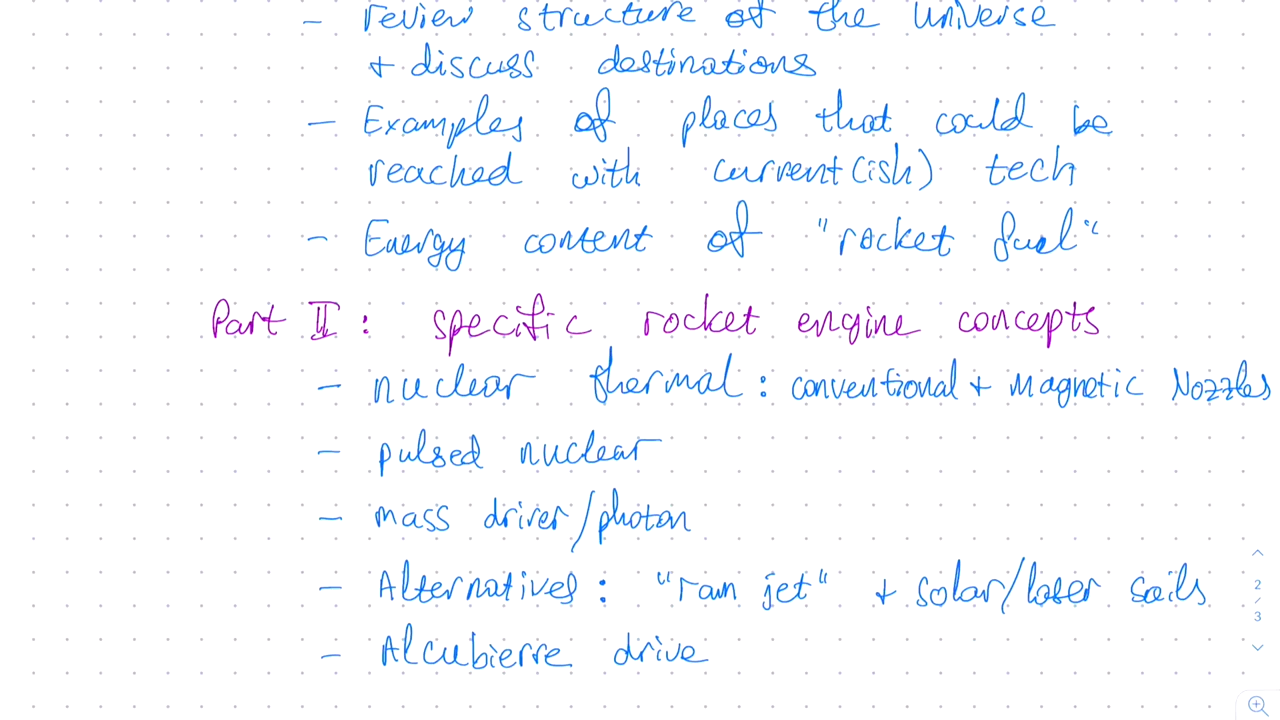 - review structure of the universe
+ discuss destinations
- Examples of places that could be
reached with current(ish) tech
- Energy content of "rocket fuel"
Part II: specific rocket engine concepts
- nuclear thermal: conventional + Magnetic Nozzles
- pulsed nuclear
- mass driver/photon
- Alternatives: "ram jet" + solar/laser sails
- Alcubierre drive
2
/
3